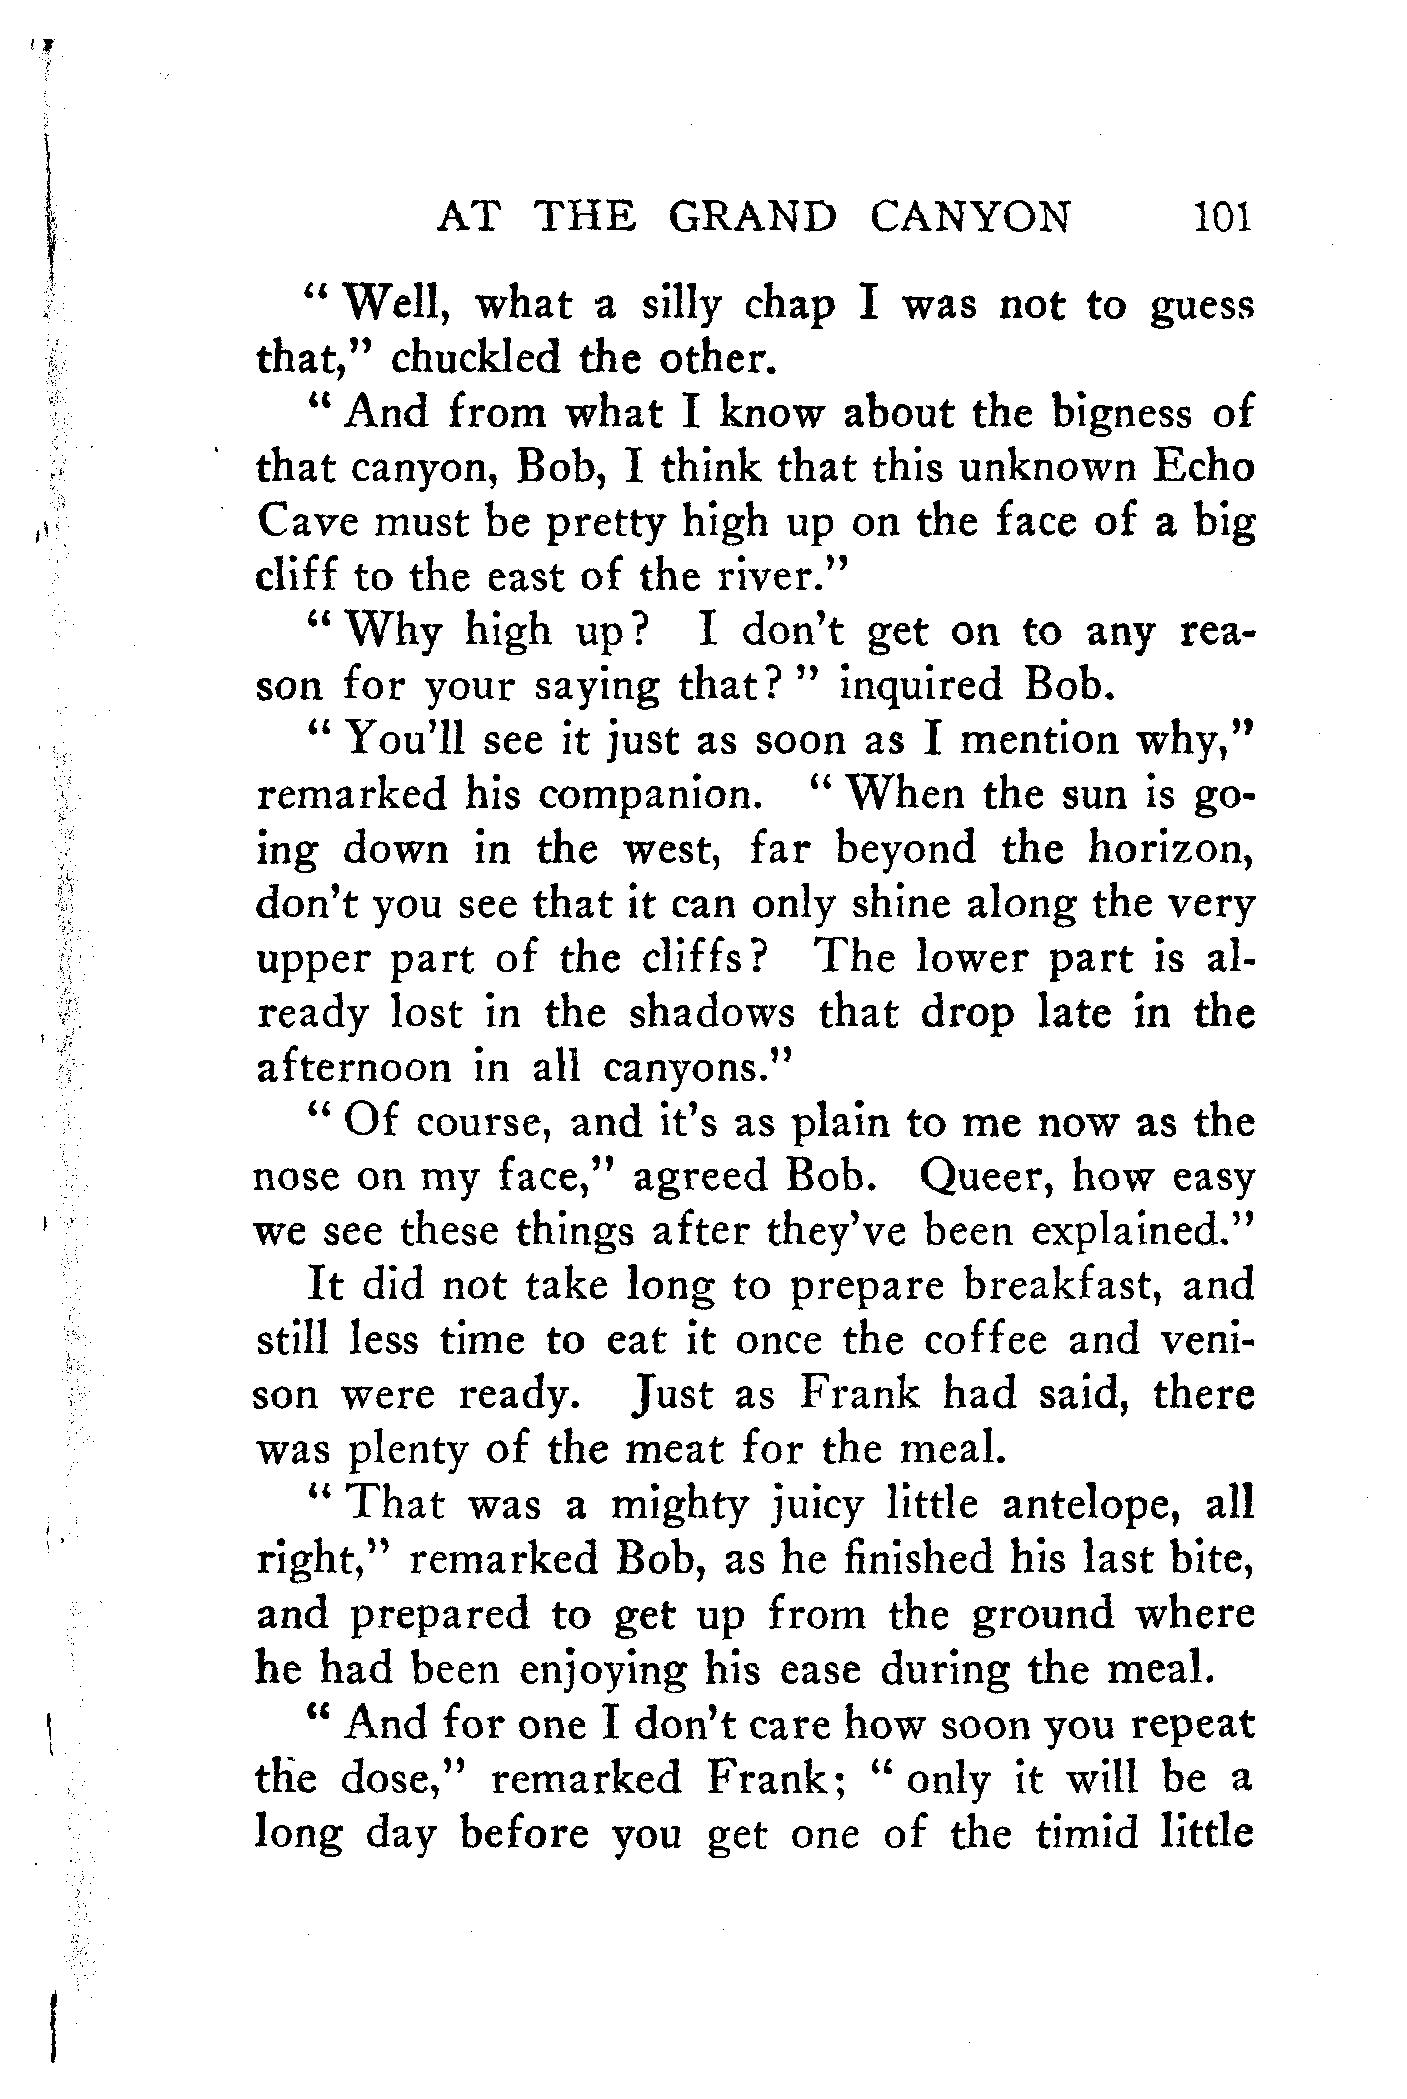 AT THE GRAND CANYON 101
" Well, what a silly chap I was not to guess
that," chuckled the other.
" And from what I know about the bigness of
that canyon, Bob, I think that this unknown Echo
Cave must be pretty high up on the face of a big
cliff to the east of the river."
" Why high up? I don't get on to any rea-
son for your saying that? " inquired Bob.
" You'll see it just as soon as I mention why,"
remarked his companion. " When the sun is go-
ing down in the west, far beyond the horizon,
don't you see that it can only shine along the very
upper part of the cliffs? The lower part is al-
ready lost in the shadows that drop late in the
afternoon in all canyons."
" Of course, and it's as plain to me now as the
nose on my face," agreed Bob. Queer, how easy
we see these things after they've been explained."
It did not take long to prepare breakfast, and
still less time to eat it once the coffee and veni-
son were ready. Just as Frank had said, there
was plenty of the meat for the meal.
" That was a mighty juicy little antelope, all
right," remarked Bob, as he finished his last bite,
and prepared to get up from the ground where
he had been enjoying his ease during the meal.
" And for one I don't care how soon you repeat
the dose," remarked Frank; " only it will be a
long day before you get one of the timid little